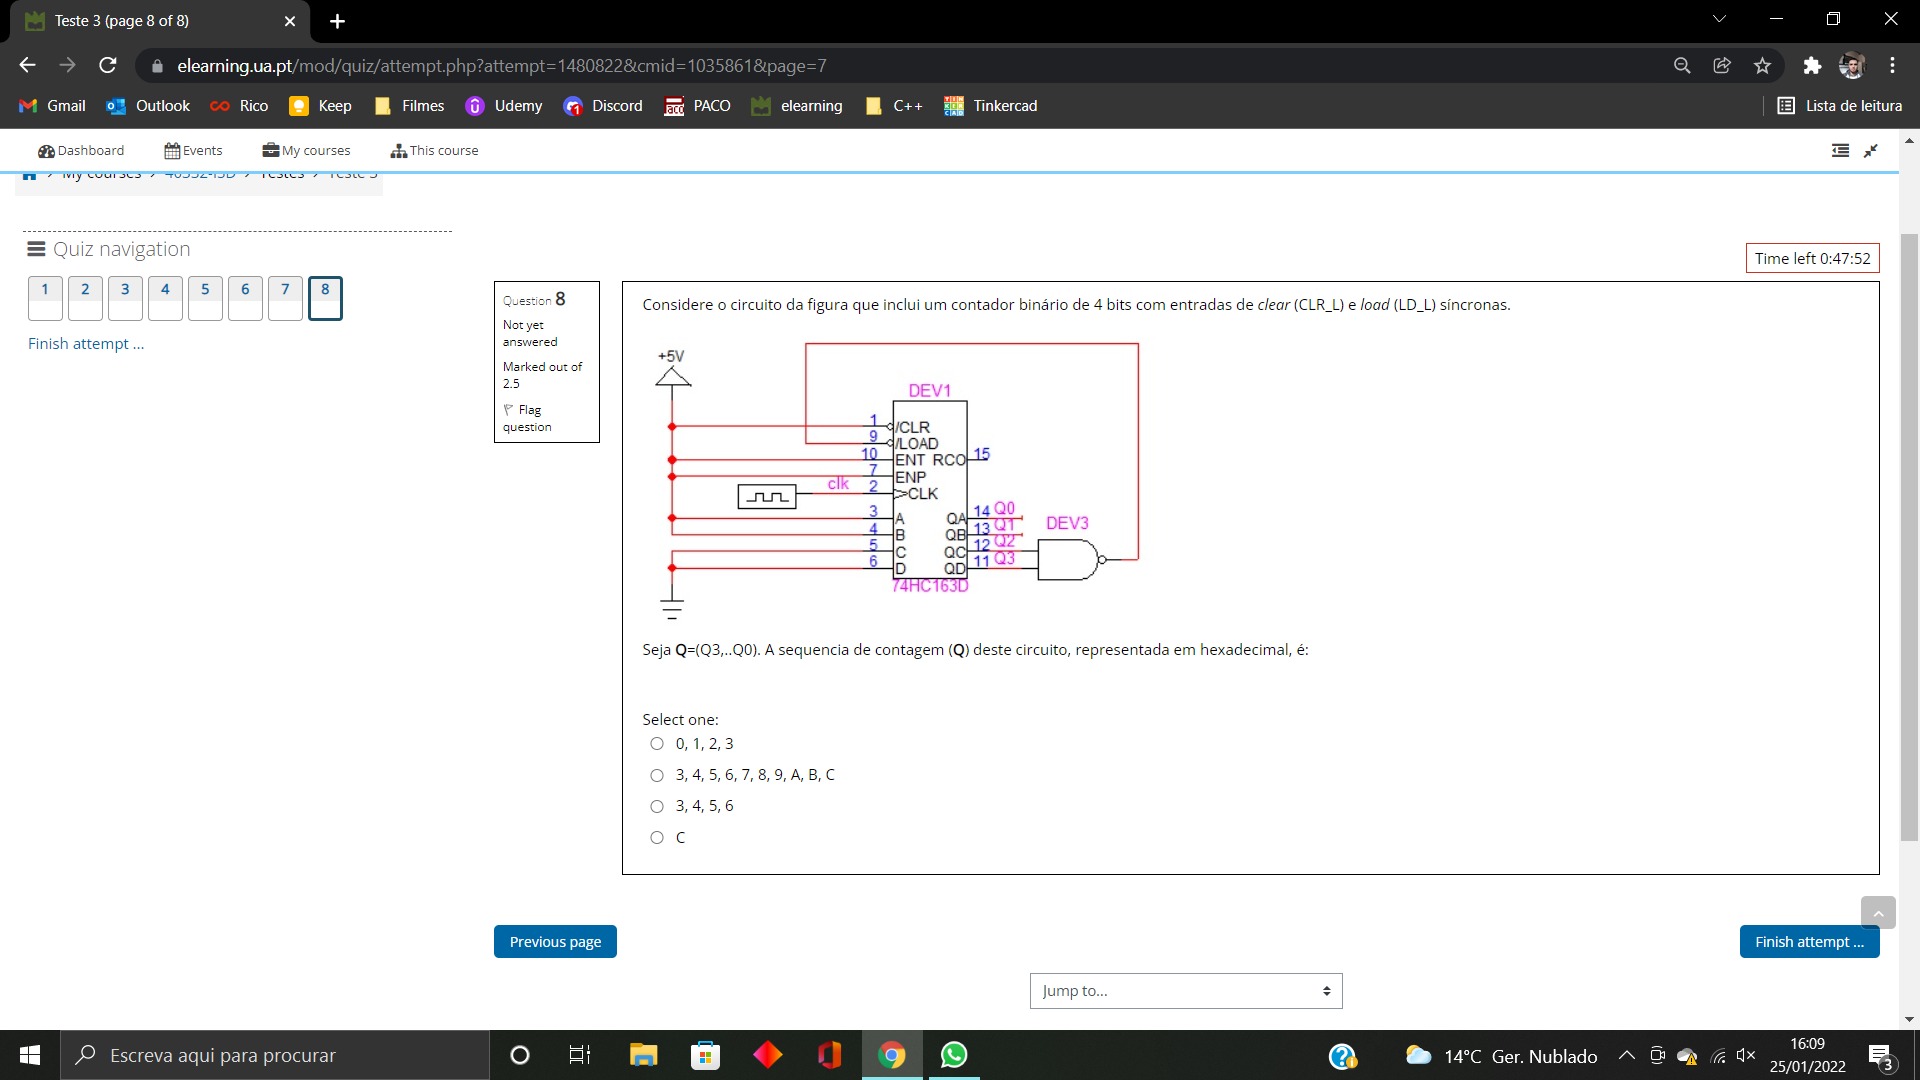 Teste 3 (page 8 of 8)
elearning.ua.pt/mod/quiz/attempt.php?attempt=1480822&cmid=1035861&page=7
Gmail Outlook Rico Keep Filmes Udemy Discord PACO elearning C++ Tinkercad Lista de leitura
Dashboard Events My courses This course
My courses > 40332-ISD > Testes > Teste 3
Quiz navigation
Time left 0:47:52
1 2 3 4 5 6 7 8
Finish attempt ...
Question 8
Not yet
answered
Marked out of
2.5
Flag
question
Considere o circuito da figura que inclui um contador binário de 4 bits com entradas de clear (CLR_L) e load (LD_L) síncronas.
+5V
DEV1
1 /CLR
9 /LOAD
10 ENT RCO 15
7 ENP
clk 2 CLK
3 A QA 14 Q0
4 B QB 13 Q1
5 C QC 12 Q2
6 D QD 11 Q3
DEV3
74HC163D
Seja Q=(Q3,..Q0). A sequencia de contagem (Q) deste circuito, representada em hexadecimal, é:
Select one:
0, 1, 2, 3
3, 4, 5, 6, 7, 8, 9, A, B, C
3, 4, 5, 6
C
Previous page
Finish attempt ...
Jump to...
Escreva aqui para procurar
14°C Ger. Nublado
16:09
25/01/2022
3